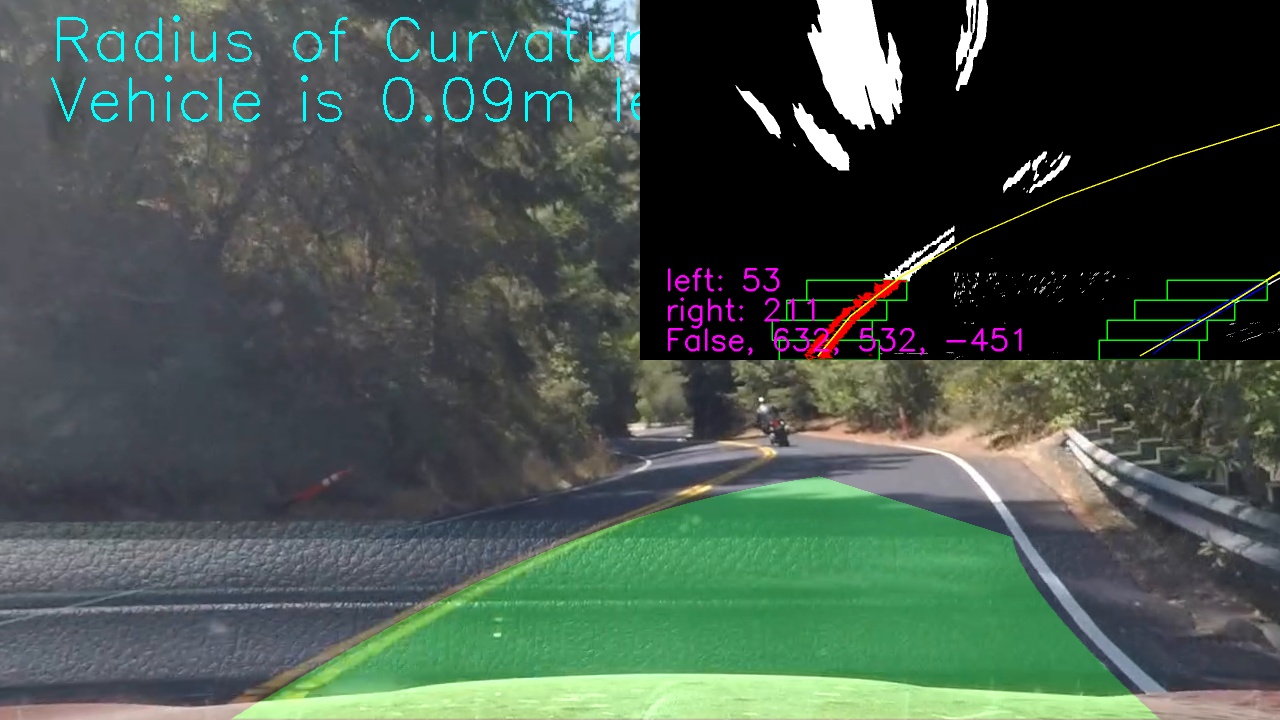 Radius of Curvatur
Vehicle is 0.09m le
left: 53
right: 211
False, 632, 532, -451